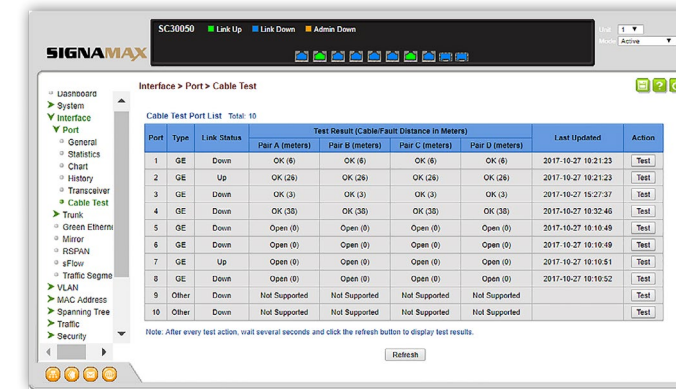 SC30050 Link Up Link Down Admin Down
Unit 1
Mode Active
SIGNAMAX
Interface > Port > Cable Test
Dashboard
System
Interface
Port
General
Statistics
Chart
History
Transceiver
Cable Test
Trunk
Green Etherne
Mirror
RSPAN
sFlow
Traffic Segme
VLAN
MAC Address
Spanning Tree
Traffic
Security
Cable Test Port List Total: 10
Port Type Link Status Test Result (Cable/Fault Distance in Meters) Last Updated Action
Pair A (meters) Pair B (meters) Pair C (meters) Pair D (meters)
1 GE Down OK (6) OK (6) OK (6) OK (6) 2017-10-27 10:21:23 Test
2 GE Up OK (26) OK (26) OK (26) OK (26) 2017-10-27 10:21:23 Test
3 GE Down OK (3) OK (3) OK (3) OK (3) 2017-10-27 15:27:37 Test
4 GE Down OK (38) OK (38) OK (38) OK (38) 2017-10-27 10:32:46 Test
5 GE Down Open (0) Open (0) Open (0) Open (0) 2017-10-27 10:10:49 Test
6 GE Down Open (0) Open (0) Open (0) Open (0) 2017-10-27 10:10:49 Test
7 GE Up Open (0) Open (0) Open (0) Open (0) 2017-10-27 10:10:51 Test
8 GE Down Open (0) Open (0) Open (0) Open (0) 2017-10-27 10:10:52 Test
9 Other Down Not Supported Not Supported Not Supported Not Supported Test
10 Other Down Not Supported Not Supported Not Supported Not Supported Test
Note: After every test action, wait several seconds and click the refresh button to display test results.
Refresh